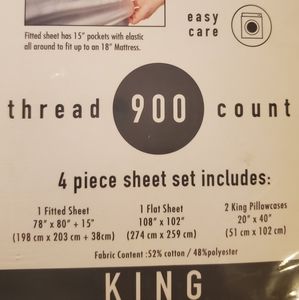 easy
care
Fitted sheet has 15" pockets with elastic
all around to fit up to an 18" Mattress.
thread 900 count
4 piece sheet set includes:
1 Fitted Sheet
78" x 80" + 15"
(198 cm x 203 cm + 38cm)
1 Flat Sheet
108" x 102"
(274 cm x 259 cm)
2 King Pillowcases
20" x 40"
(51 cm x 102 cm)
Fabric Content :52% cotton / 48%polyester
KING